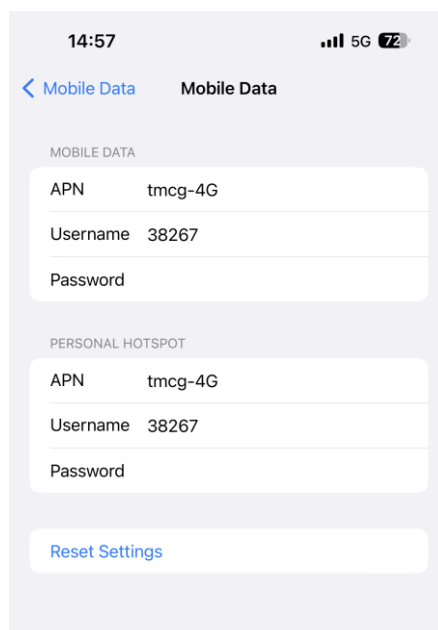 14:57 5G 72
Mobile Data Mobile Data
MOBILE DATA
APN tmcg-4G
Username 38267
Password
PERSONAL HOTSPOT
APN tmcg-4G
Username 38267
Password
Reset Settings